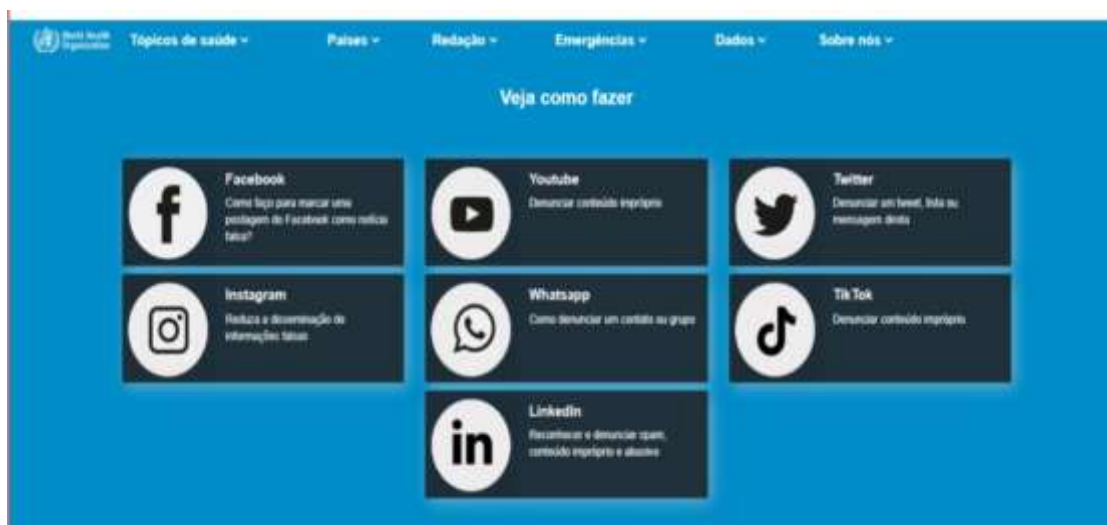 World Health Organization Tópicos de saúde Países Redação Emergências Dados Sobre nós
Veja como fazer
Facebook
Como faço para marcar uma
postagem do Facebook como notícia
falsa?
Youtube
Denunciar conteúdo impróprio
Twitter
Denunciar um tweet, lista ou
mensagem direta
Instagram
Reduza a disseminação de
informações falsas
Whatsapp
Como denunciar um contato ou grupo
TikTok
Denunciar conteúdo impróprio
LinkedIn
Reconhecer e denunciar spam,
conteúdo impróprio e abusivo